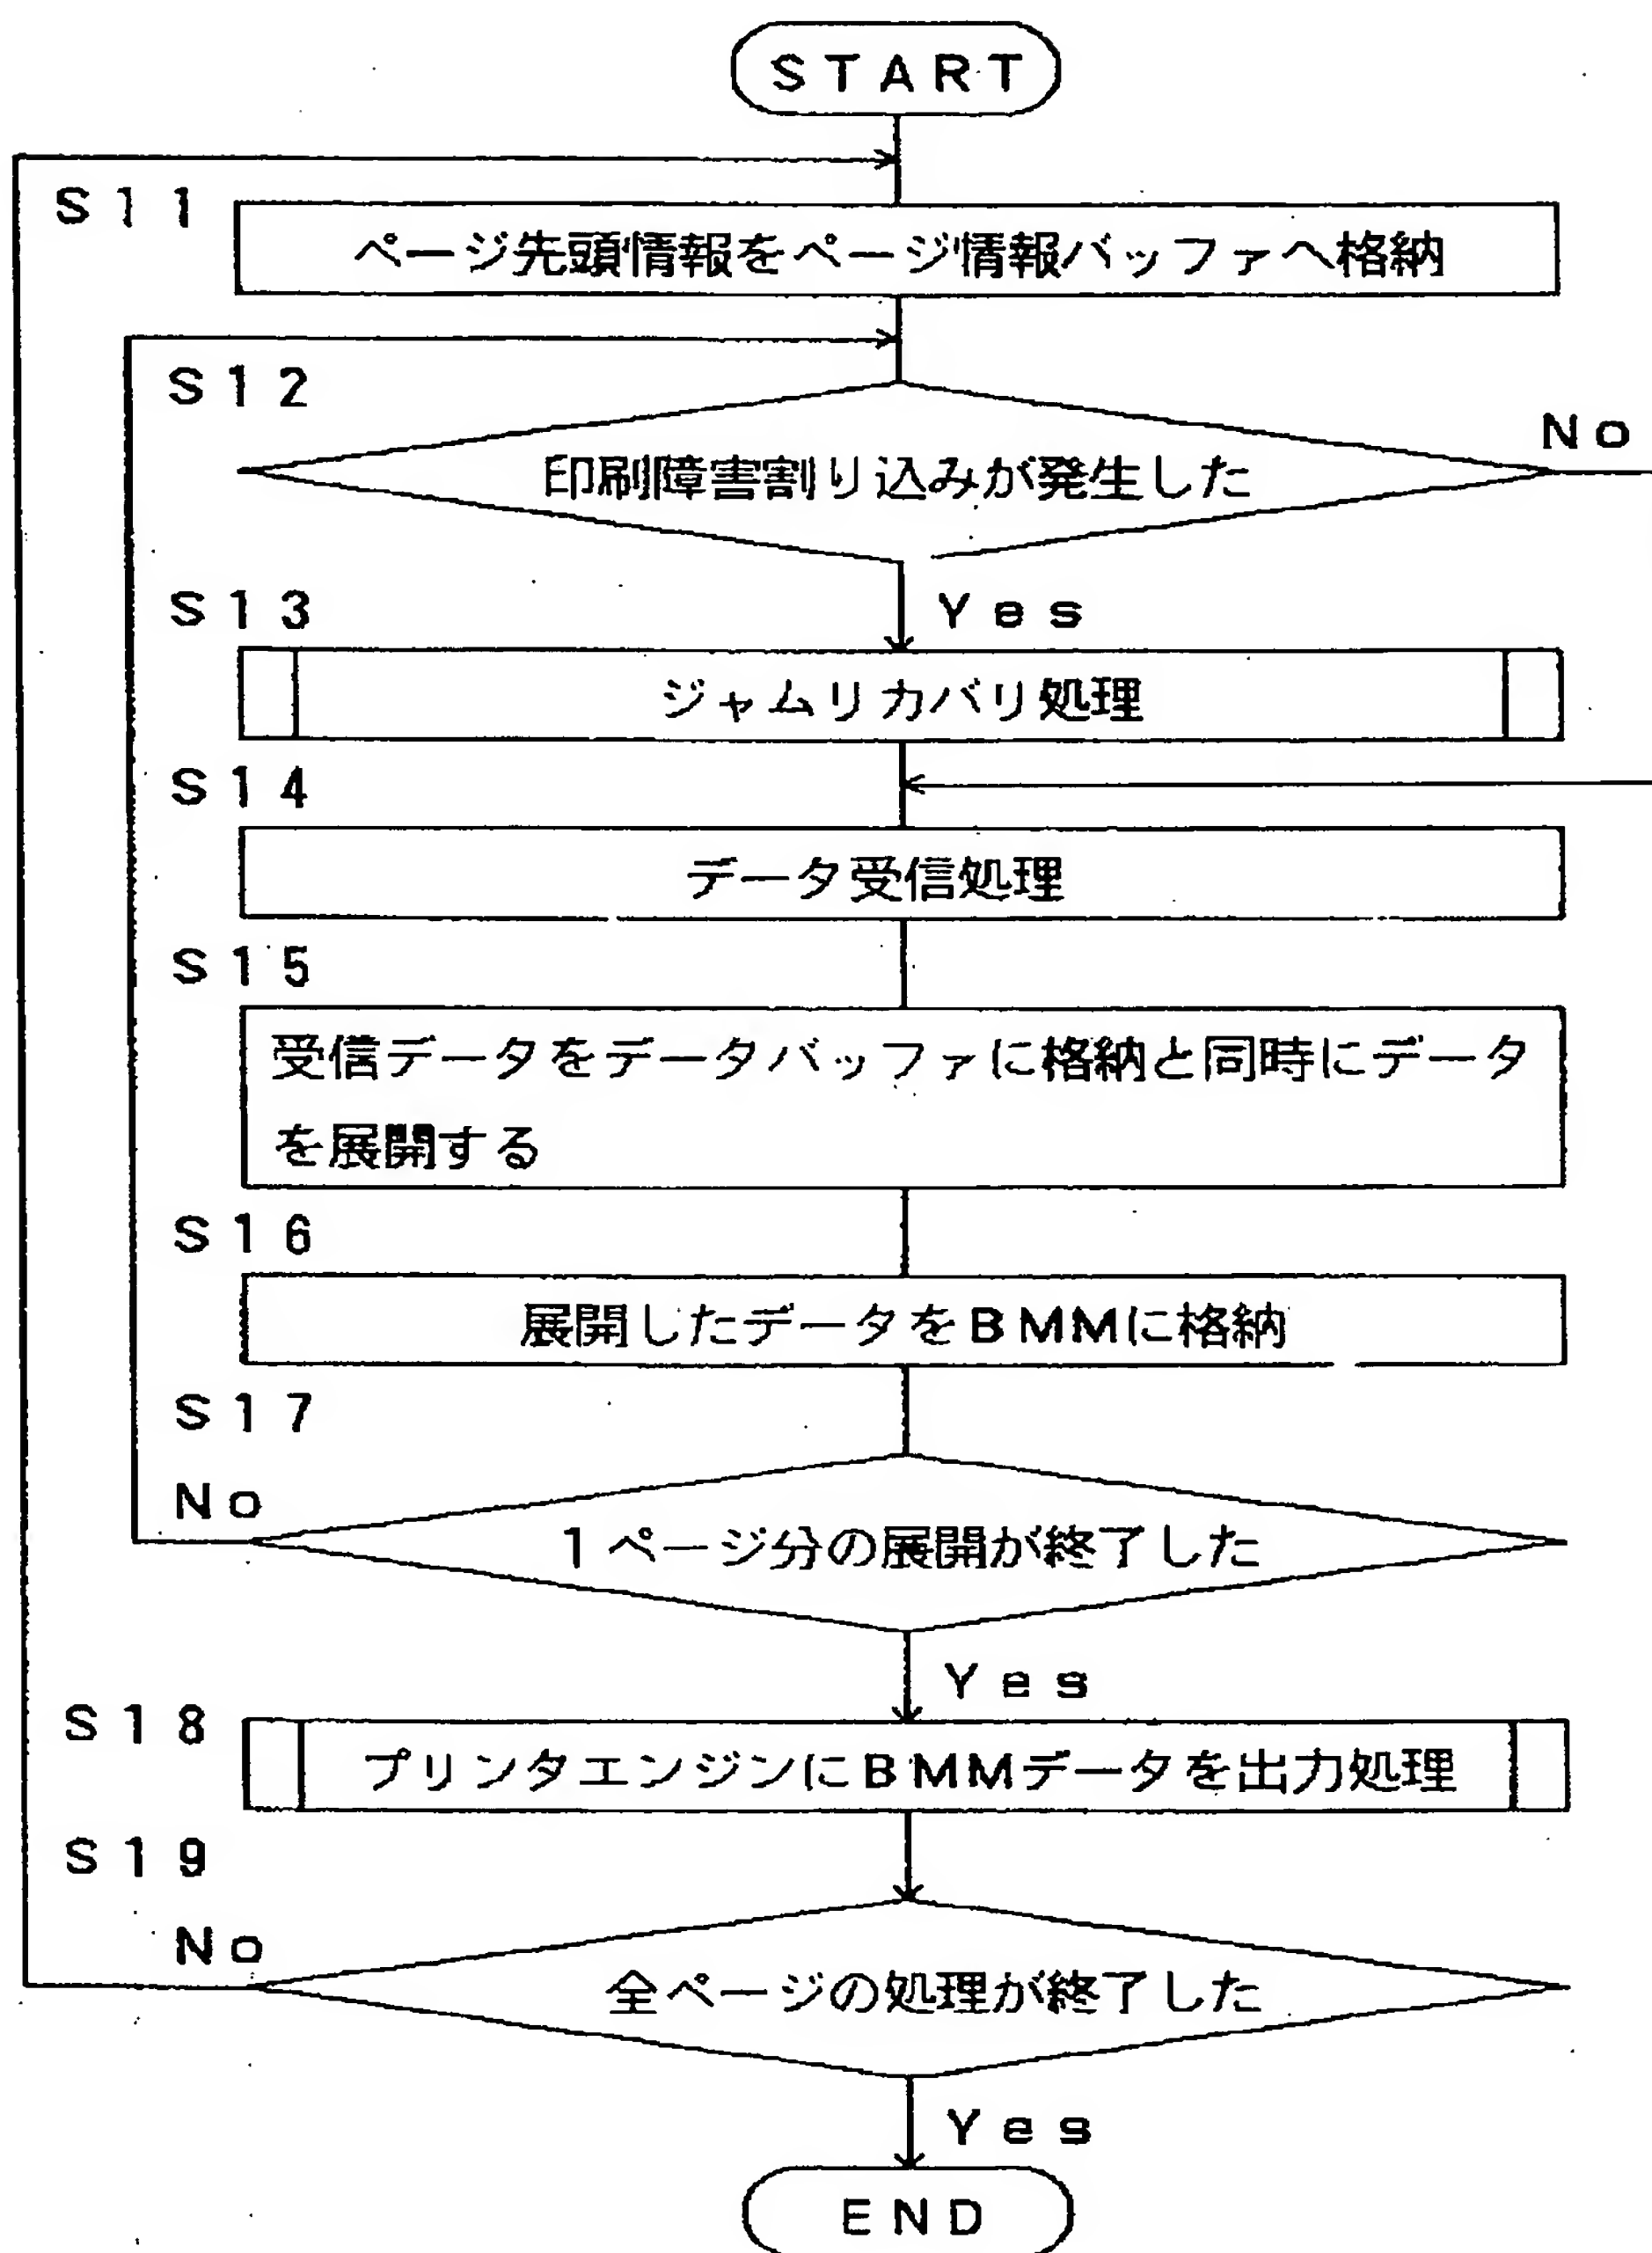 START
S11
ページ先頭情報をページ情報バッファへ格納
S12
No
印刷障害割り込みが発生した
S13
Yes
ジャムリカバリ処理
S14
データ受信処理
S15
受信データをデータバッファに格納と同時にデータ
を展開する
S16
展開したデータをBMMに格納
S17
No
1ページ分の展開が終了した
Yes
S18
プリンタエンジンにBMMデータを出力処理
S19
No
全ページの処理が終了した
Yes
END